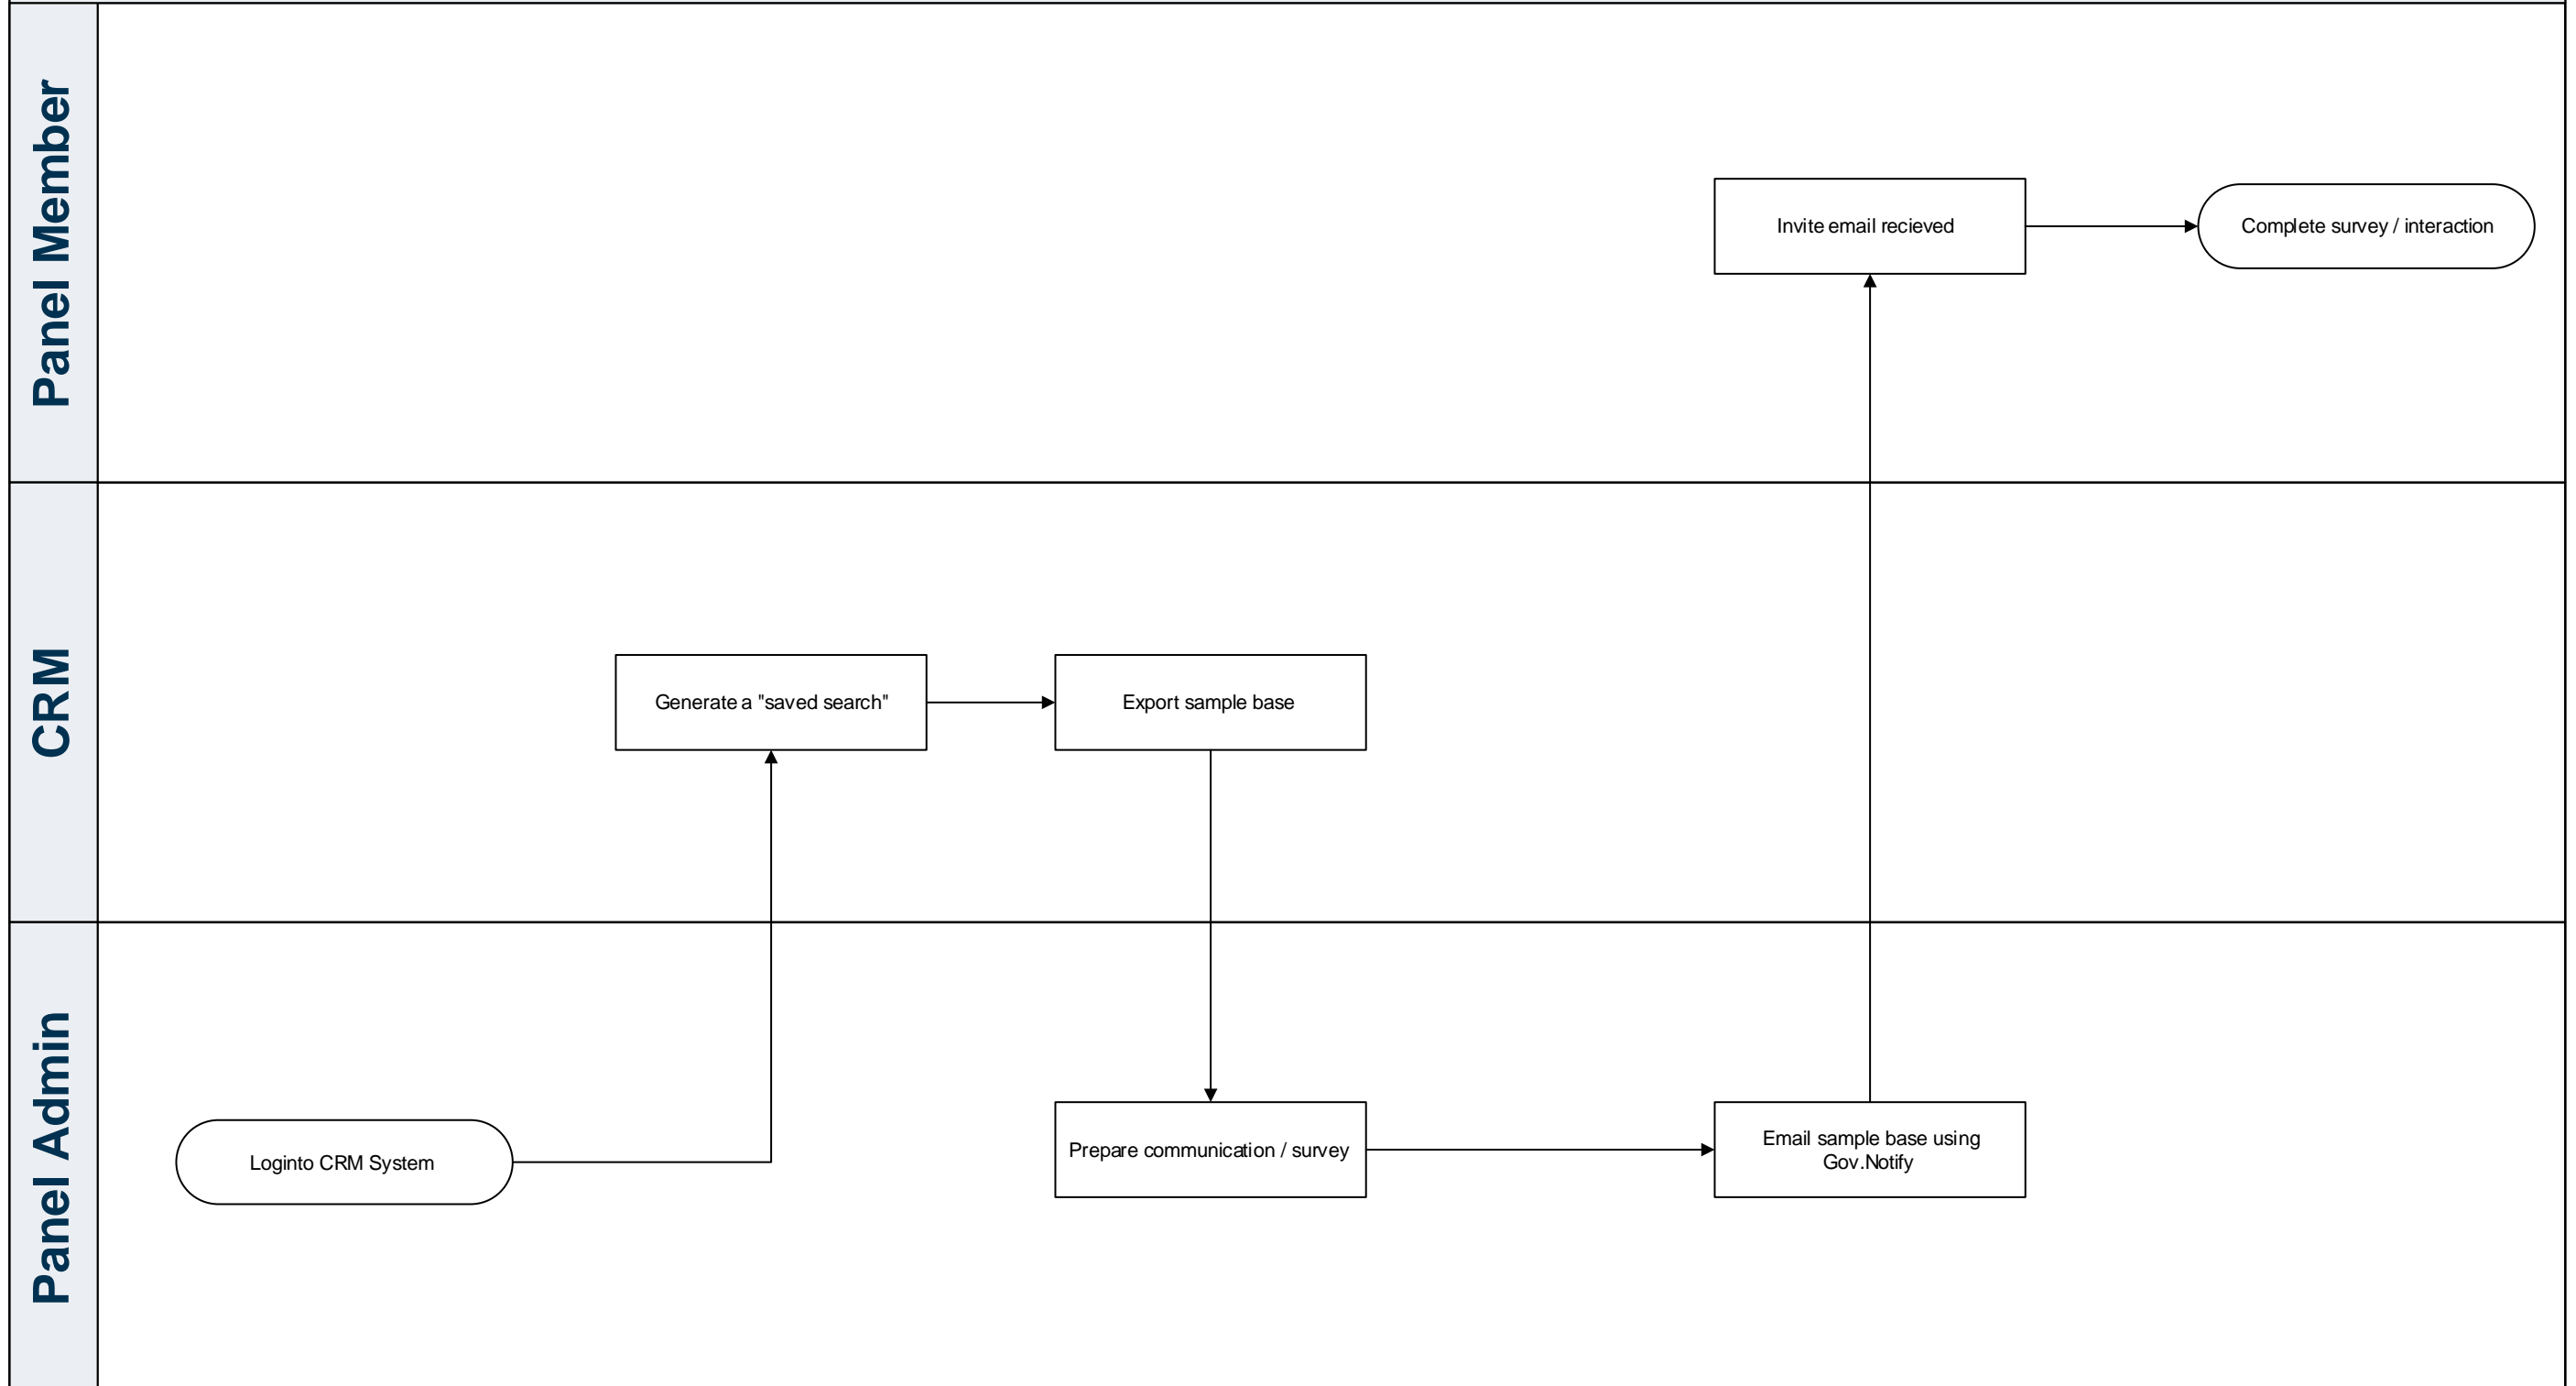 Panel Member
Invite email recieved
Complete survey / interaction
CRM
Generate a "saved search"
Export sample base
Panel Admin
Loginto CRM System
Prepare communication / survey
Email sample base using
Gov.Notify